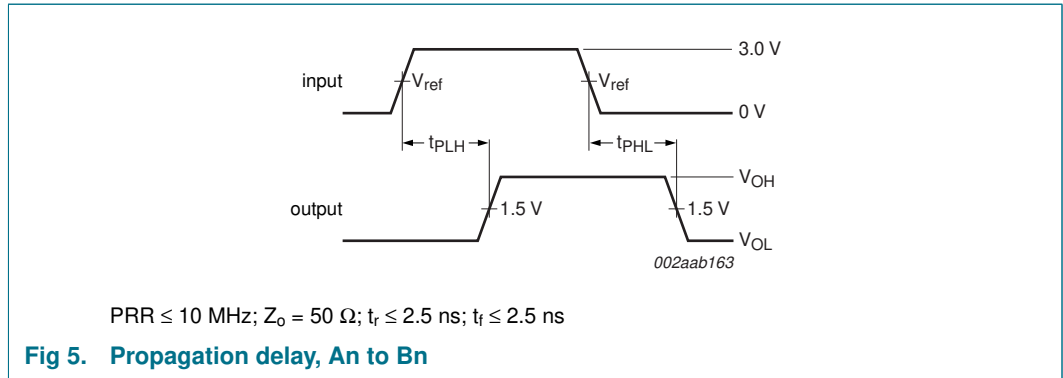 3.0 V
input
Vref
Vref
0 V
tPLH
tPHL
VOH
output
1.5 V
1.5 V
VOL
002aab163
PRR ≤ 10 MHz; Zo = 50 Ω; tr ≤ 2.5 ns; tf ≤ 2.5 ns
Fig 5. Propagation delay, An to Bn